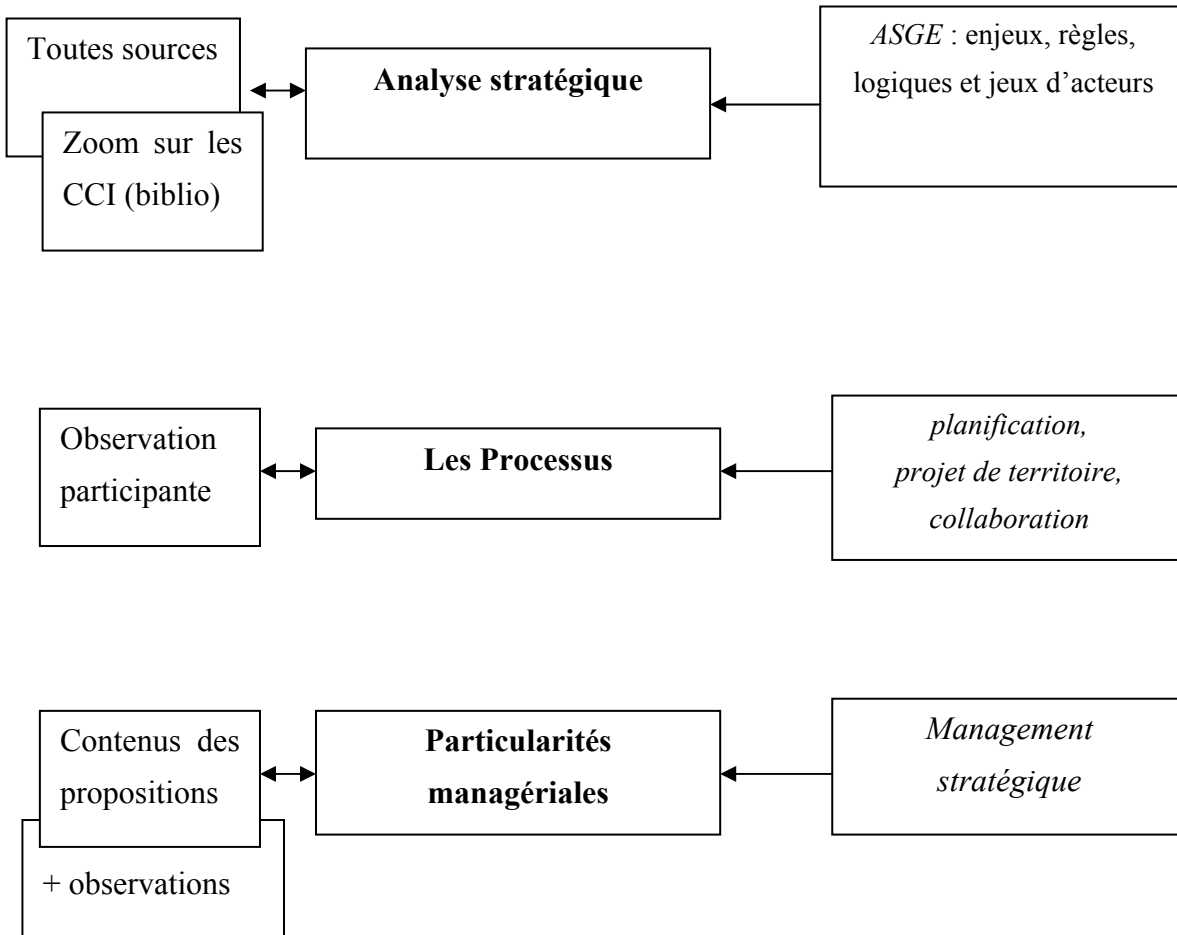 Toutes sources
Zoom sur les
CCI (biblio)
Analyse stratégique
ASGE : enjeux, règles,
logiques et jeux d’acteurs
Observation
participante
Les Processus
planification,
projet de territoire,
collaboration
Contenus des
propositions
+ observations
Particularités
managériales
Management
stratégique